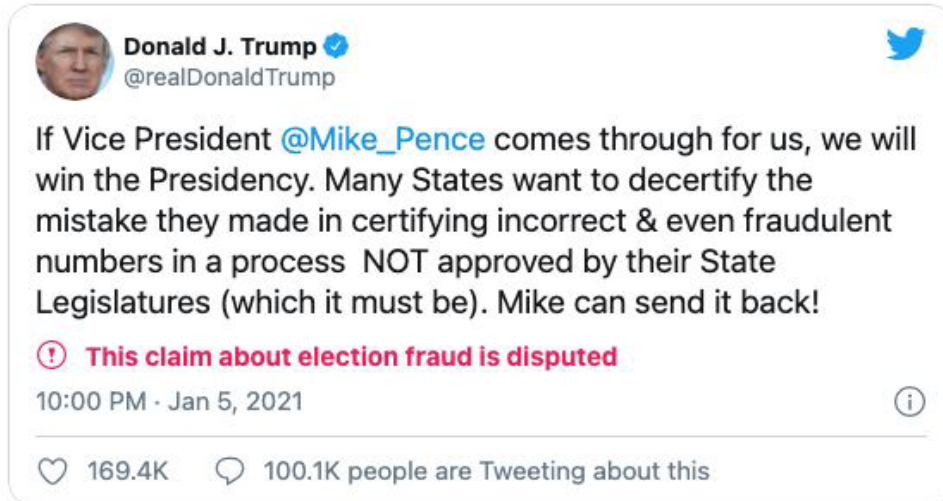 Donald J. Trump
@realDonaldTrump
If Vice President @Mike_Pence comes through for us, we will
win the Presidency. Many States want to decertify the
mistake they made in certifying incorrect & even fraudulent
numbers in a process  NOT approved by their State
Legislatures (which it must be). Mike can send it back!
This claim about election fraud is disputed
10:00 PM · Jan 5, 2021
169.4K 100.1K people are Tweeting about this